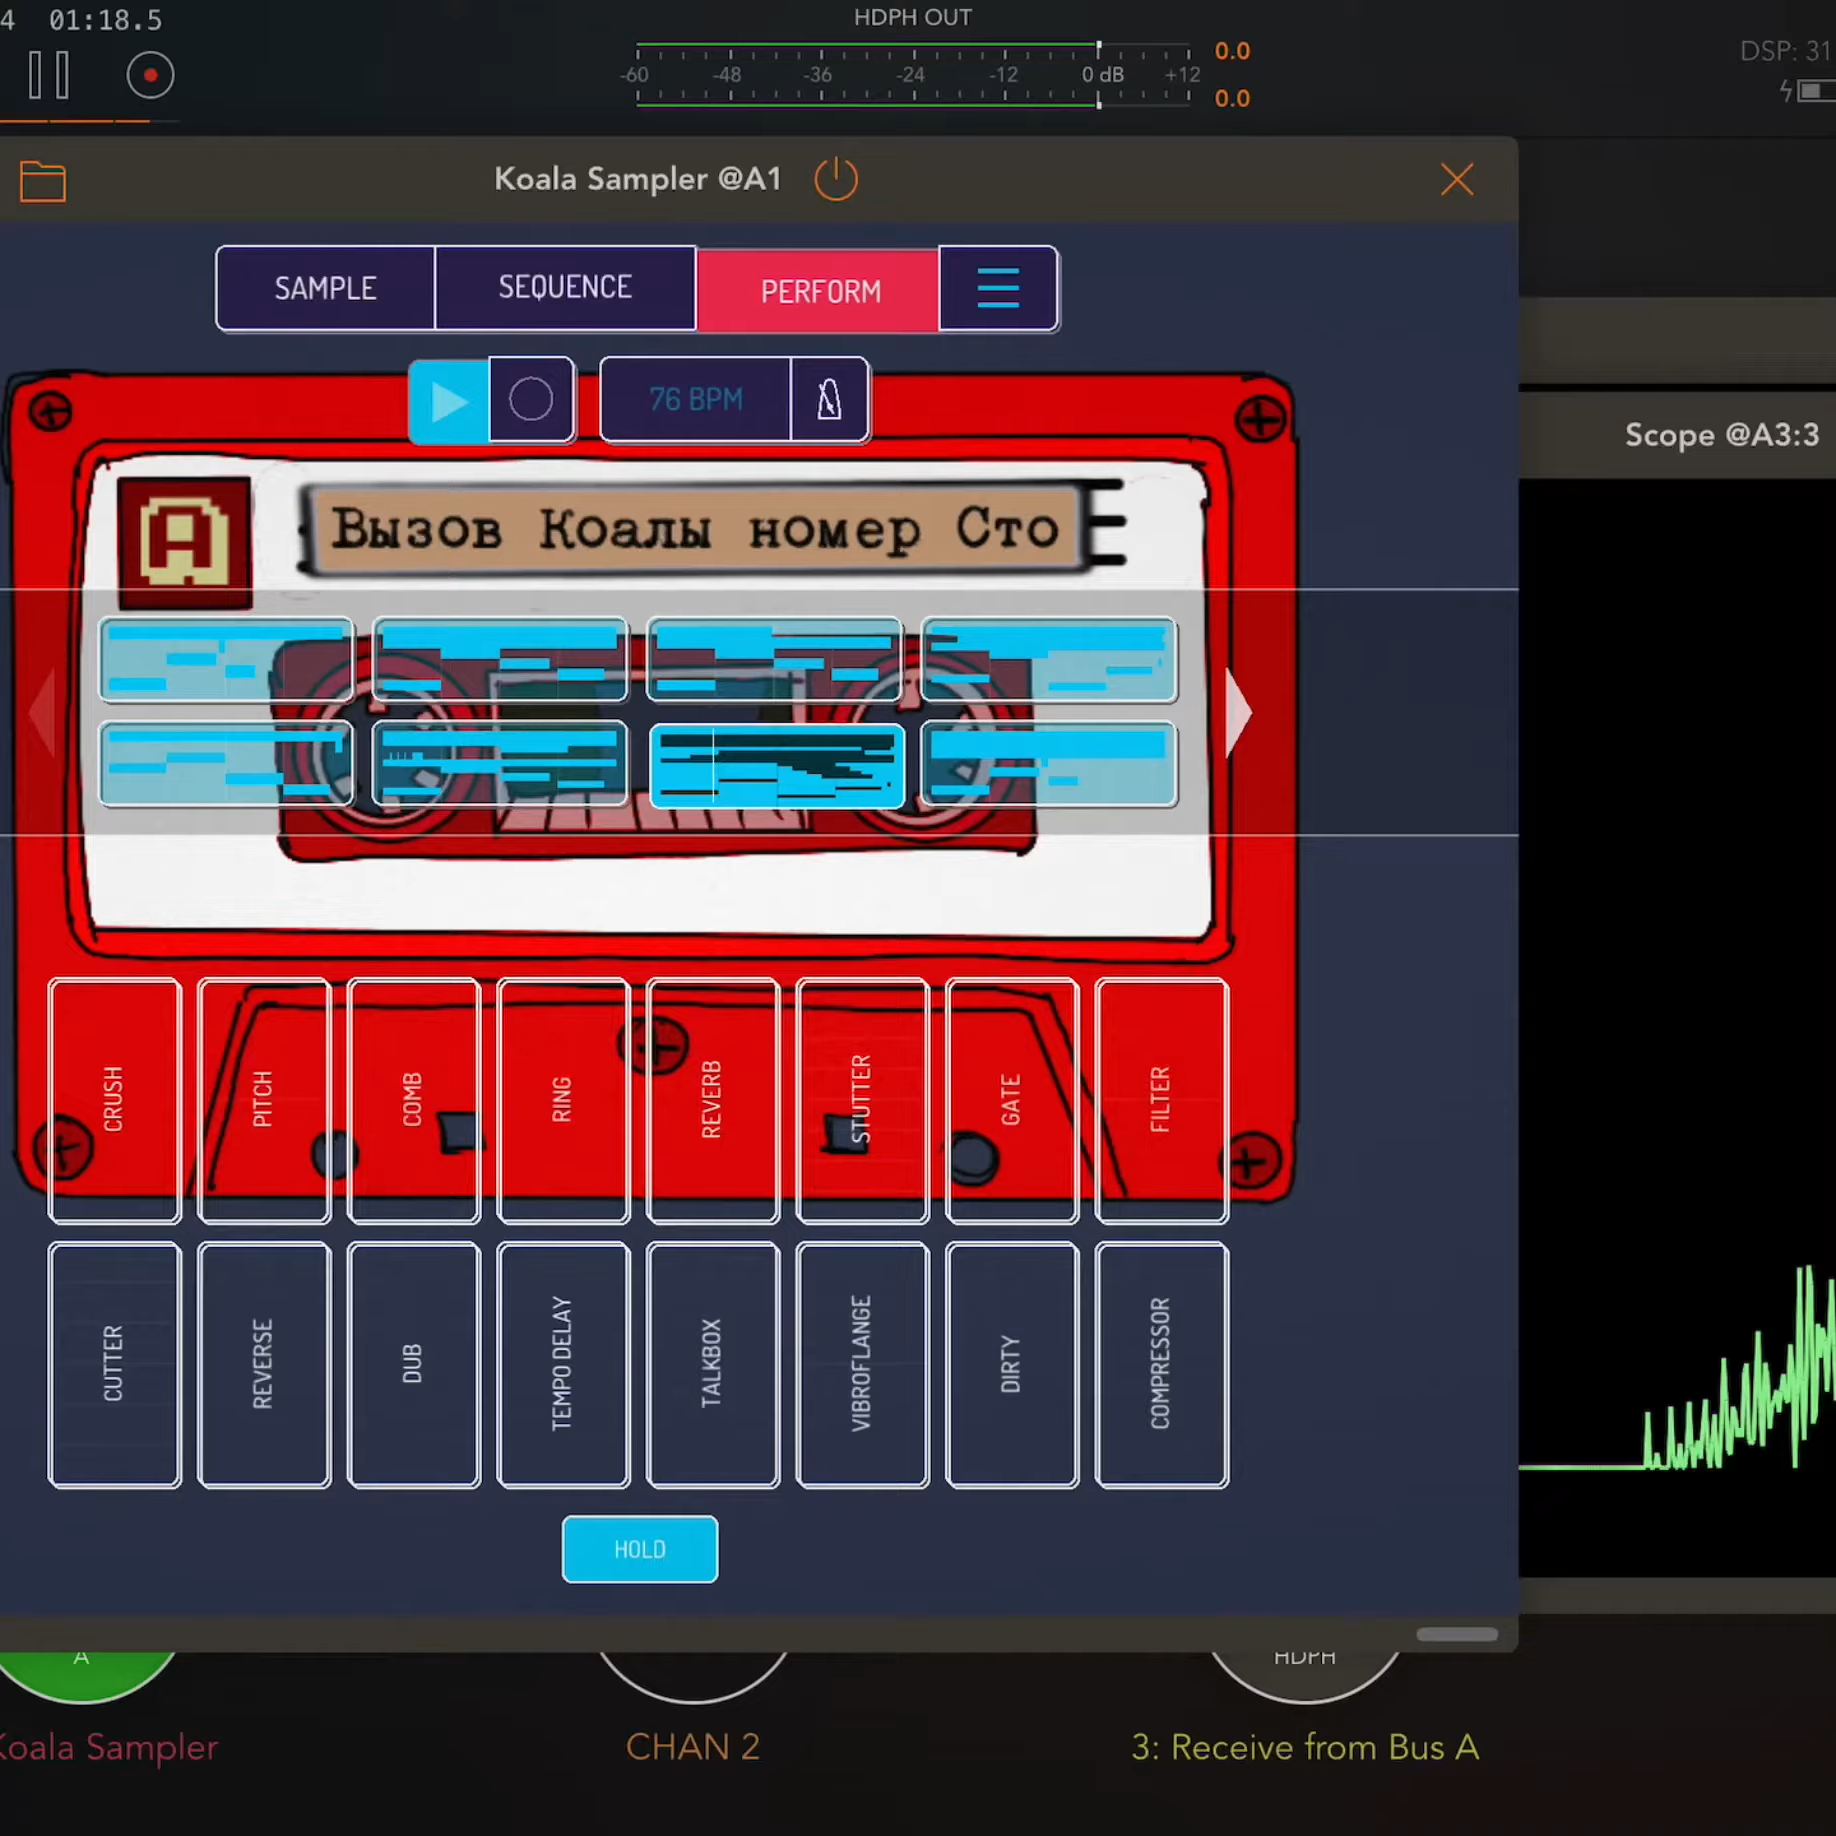 4 01:18.5
HDPH OUT
0.0
-60 -48 -36 -24 -12 0 dB +12
0.0
DSP: 31
Koala Sampler @A1
SAMPLE SEQUENCE PERFORM
76 BPM
Scope @A3:3
A
Вызов Коалы номер Сто
CRUSH PITCH COMB RING REVERB STUTTER GATE FILTER
CUTTER REVERSE DUB TEMPO DELAY TALKBOX VIBROFLANGE DIRTY COMPRESSOR
HOLD
A HDPH
Koala Sampler CHAN 2 3: Receive from Bus A